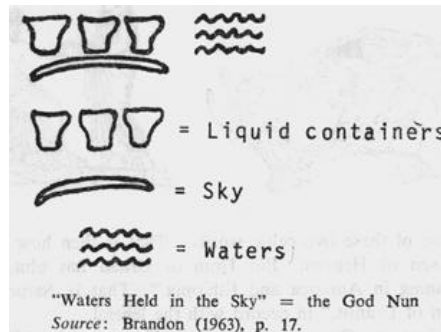 = Liquid containers
= Sky
= Waters
"Waters Held in the Sky" = the God Nun
Source: Brandon (1963), p. 17.